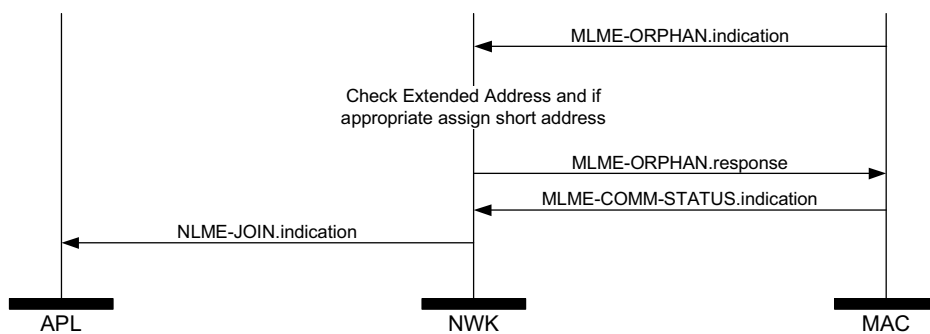 MLME-ORPHAN.indication
Check Extended Address and if
appropriate assign short address
MLME-ORPHAN.response
MLME-COMM-STATUS.indication
NLME-JOIN.indication
APL
NWK
MAC